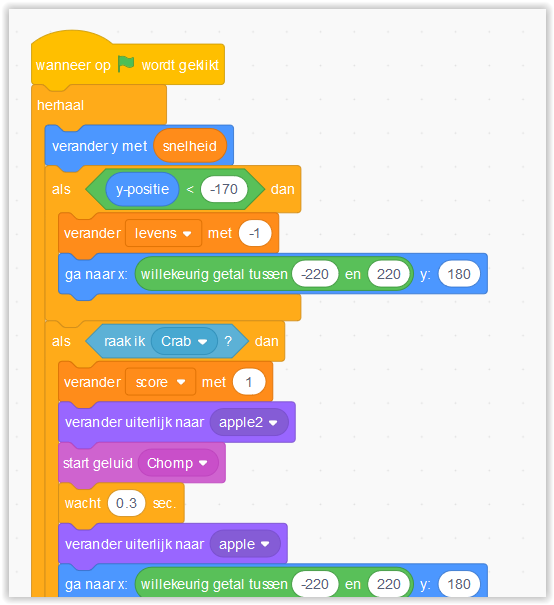 wanneer op wordt geklikt
herhaal
verander y met snelheid
als y-positie < -170 dan
verander levens met -1
ga naar x: willekeurig getal tussen -220 en 220 y: 180
als raak ik Crab ? dan
verander score met 1
verander uiterlijk naar apple2
start geluid Chomp
wacht 0.3 sec.
verander uiterlijk naar apple
ga naar x: willekeurig getal tussen -220 en 220 y: 180